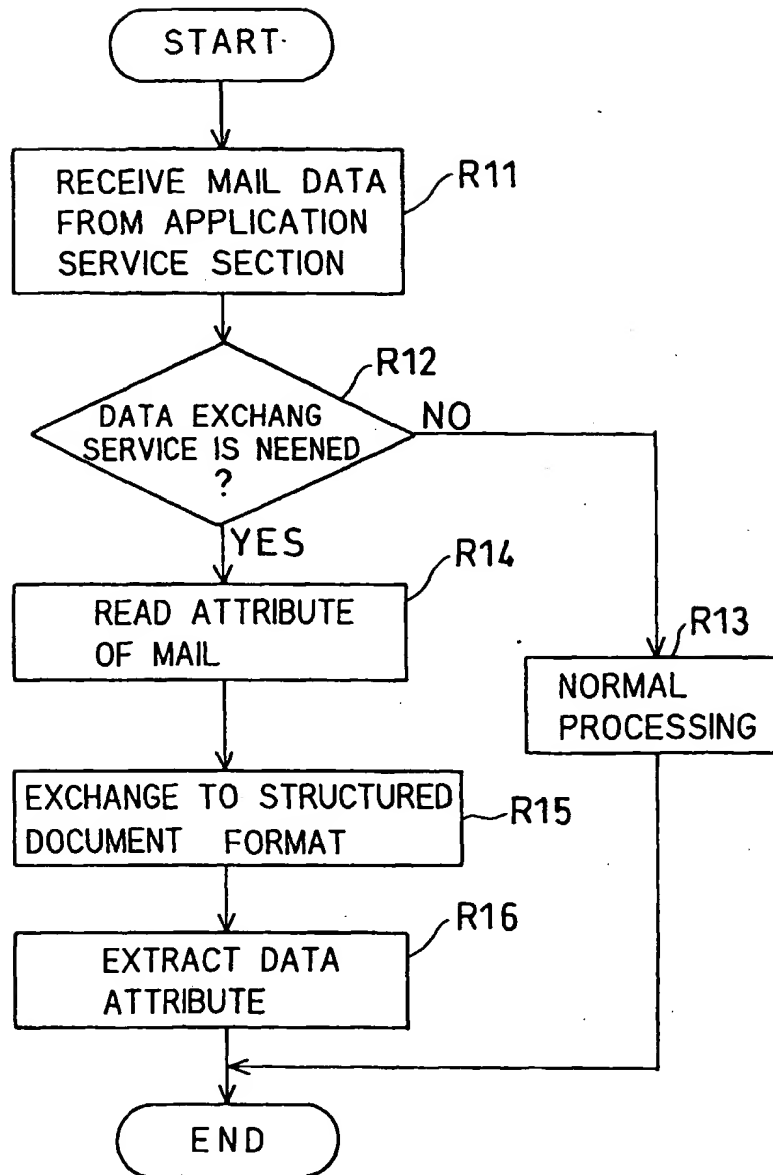 START
RECEIVE MAIL DATA
FROM APPLICATION
SERVICE SECTION
R11
R12
DATA EXCHANG
SERVICE IS NEENED
?
NO
YES
R14
READ ATTRIBUTE
OF MAIL
R13
NORMAL
PROCESSING
EXCHANGE TO STRUCTURED
DOCUMENT FORMAT
R15
R16
EXTRACT DATA
ATTRIBUTE
END